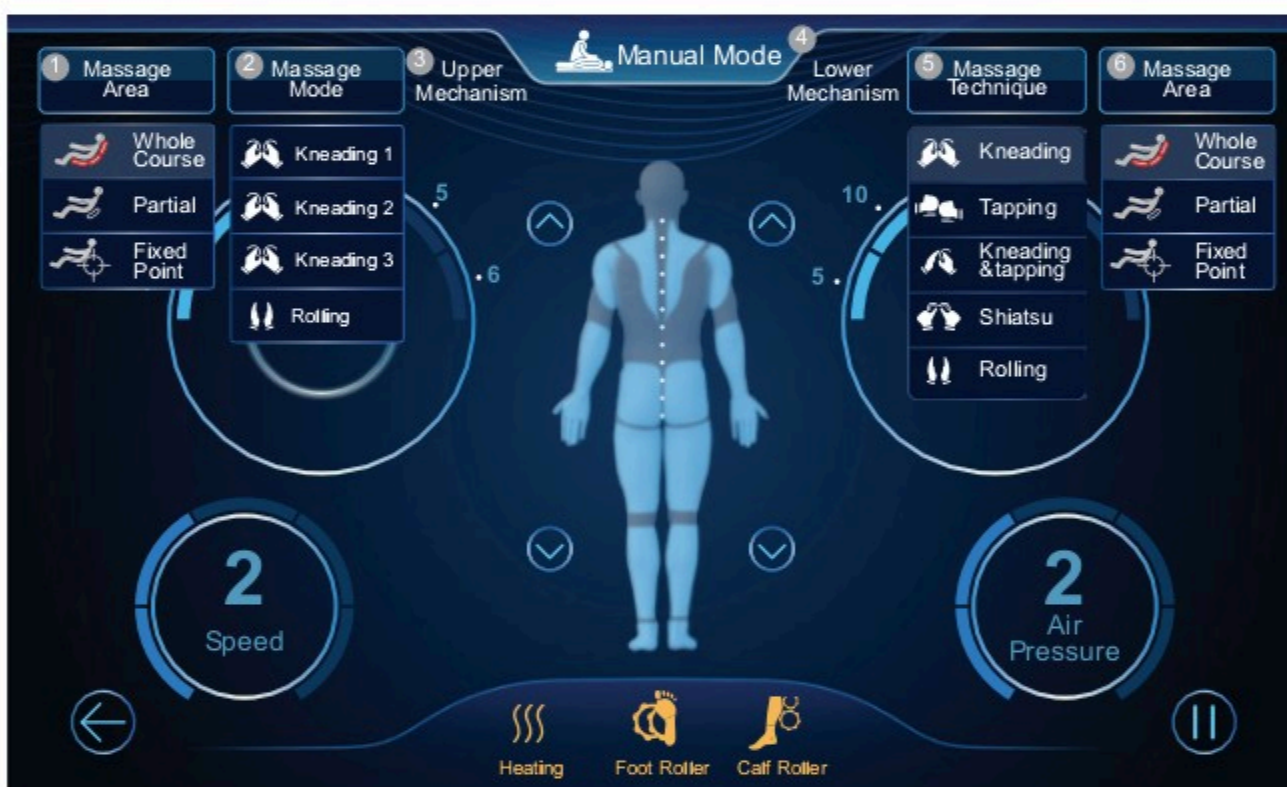 Manual Mode
1 Massage
Area
2 Massage
Mode
3 Upper
Mechanism
4
Lower
Mechanism
5 Massage
Technique
6 Massage
Area
Whole
Course
Partial
Fixed
Point
Kneading 1
Kneading 2
Kneading 3
Rolling
.5
.6
10.
5.
Kneading
Tapping
Kneading
&tapping
Shiatsu
Rolling
Whole
Course
Partial
Fixed
Point
2
Speed
2
Air
Pressure
Heating
Foot Roller
Calf Roller